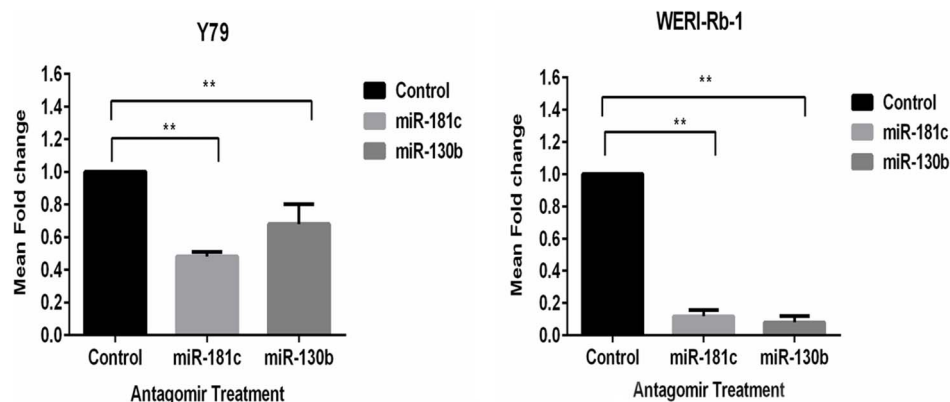 Y79
Mean Fold change
1.6
1.4
1.2
1.0
0.8
0.6
0.4
0.2
0.0
**
**
Control
miR-181c
miR-130b
Control miR-181c miR-130b
Antagomir Treatment
WERI-Rb-1
Mean Fold change
1.6
1.4
1.2
1.0
0.8
0.6
0.4
0.2
0.0
**
**
Control
miR-181c
miR-130b
Control miR-181c miR-130b
Antagomir Treatment